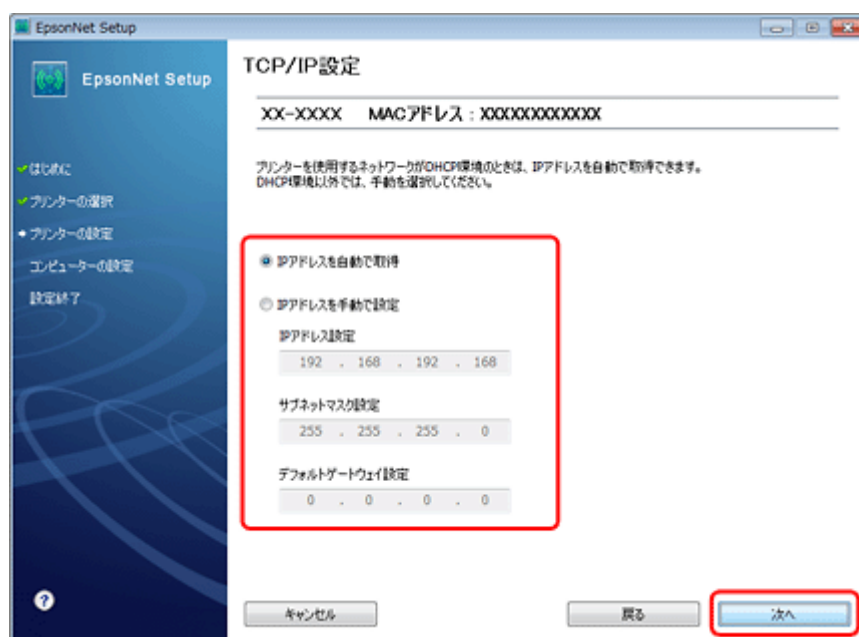 EpsonNet Setup
EpsonNet Setup
はじめに
プリンターの選択
プリンターの設定
コンピューターの設定
設定終了
TCP/IP設定
XX-XXXX MACアドレス：XXXXXXXXXXXX
プリンターを使用するネットワークがDHCP環境のときは、IPアドレスを自動で取得できます。
DHCP環境以外では、手動を選択してください。
IPアドレスを自動で取得
IPアドレスを手動で設定
IPアドレス設定
192 . 168 . 192 . 168
サブネットマスク設定
255 . 255 . 255 . 0
デフォルトゲートウェイ設定
0 . 0 . 0 . 0
?
キャンセル
戻る
次へ